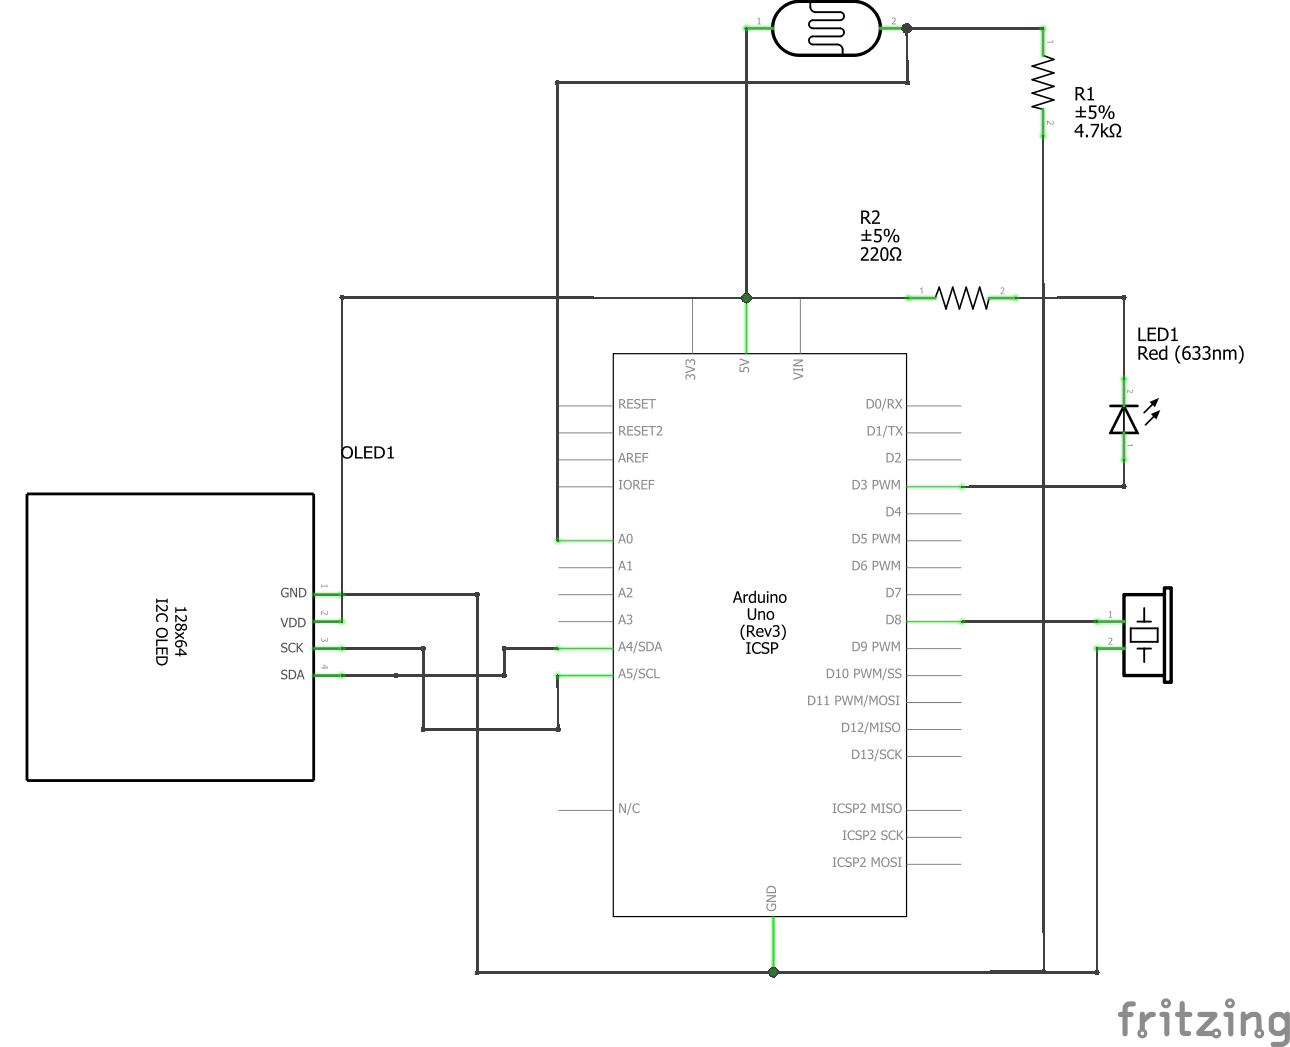 1
2
1
2
R1
±5%
4.7kΩ
R2
±5%
220Ω
1
2
LED1
Red (633nm)
2
1
3V3
5V
VIN
RESET
RESET2
AREF
IOREF
A0
A1
A2
A3
A4/SDA
A5/SCL
N/C
D0/RX
D1/TX
D2
D3 PWM
D4
D5 PWM
D6 PWM
D7
D8
D9 PWM
D10 PWM/SS
D11 PWM/MOSI
D12/MISO
D13/SCK
ICSP2 MISO
ICSP2 SCK
ICSP2 MOSI
GND
Arduino
Uno
(Rev3)
ICSP
OLED1
128x64
I2C OLED
GND
VDD
SCK
SDA
1
2
3
4
1
2
fritzing